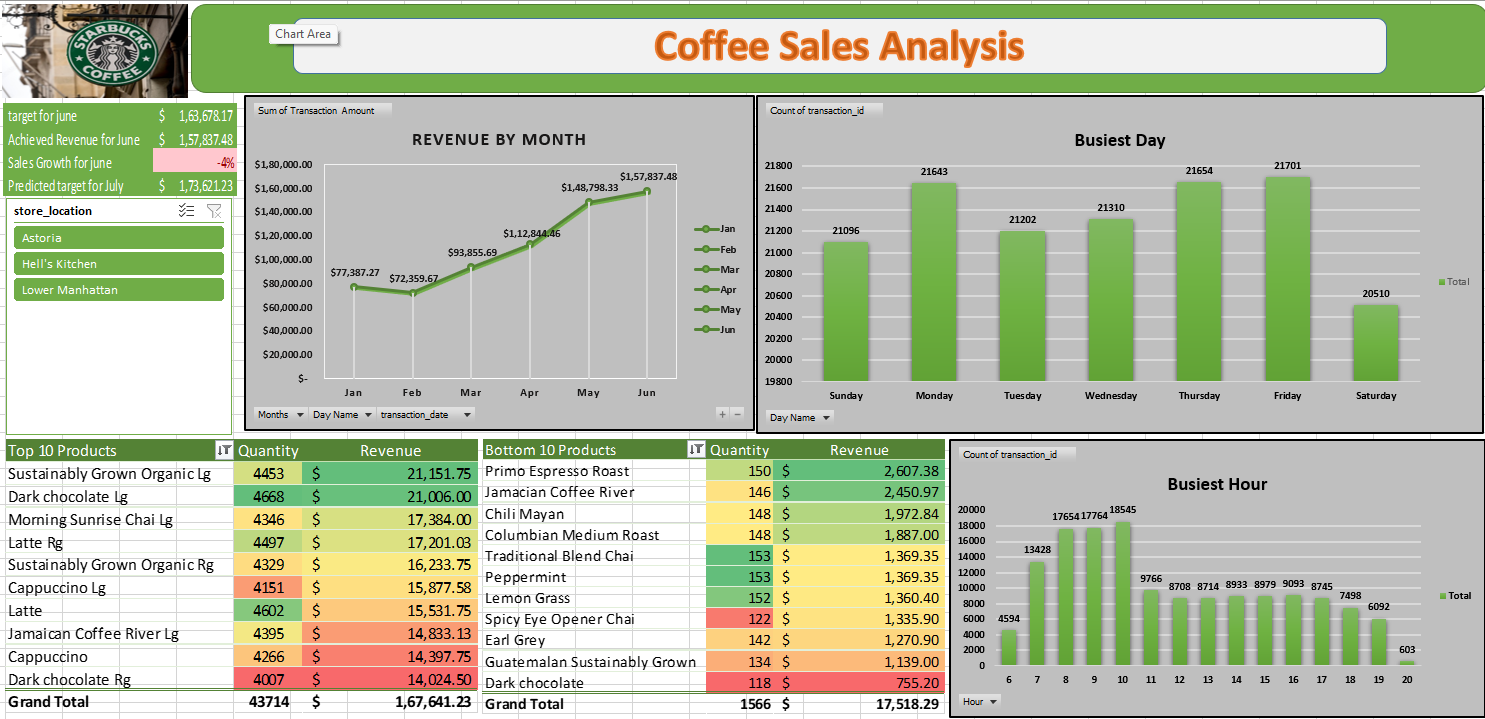 STARBUCKS
COFFEE
Chart Area
Coffee Sales Analysis
target for june $ 1,63,678.17
Achieved Revenue for June $ 1,57,837.48
Sales Growth for june -4%
Predicted target for July $ 1,73,621.23
store_location
Astoria
Hell's Kitchen
Lower Manhattan
Sum of Transaction Amount
REVENUE BY MONTH
$1,80,000.00
$1,60,000.00
$1,40,000.00
$1,20,000.00
$1,00,000.00
$80,000.00
$60,000.00
$40,000.00
$20,000.00
$-
$77,387.27
$72,359.67
$93,855.69
$1,12,844.46
$1,48,798.33
$1,57,837.48
Jan Feb Mar Apr May Jun
Jan
Feb
Mar
Apr
May
Jun
Months Day Name transaction_date + −
Count of transaction_id
Busiest Day
21800
21600
21400
21200
21000
20800
20600
20400
20200
20000
19800
21096 21643 21202 21310 21654 21701 20510
Sunday Monday Tuesday Wednesday Thursday Friday Saturday
Total
Day Name
Top 10 Products Quantity Revenue
Sustainably Grown Organic Lg 4453 $ 21,151.75
Dark chocolate Lg 4668 $ 21,006.00
Morning Sunrise Chai Lg 4346 $ 17,384.00
Latte Rg 4497 $ 17,201.03
Sustainably Grown Organic Rg 4329 $ 16,233.75
Cappuccino Lg 4151 $ 15,877.58
Latte 4602 $ 15,531.75
Jamaican Coffee River Lg 4395 $ 14,833.13
Cappuccino 4266 $ 14,397.75
Dark chocolate Rg 4007 $ 14,024.50
Grand Total 43714 $ 1,67,641.23
Bottom 10 Products Quantity Revenue
Primo Espresso Roast 150 $ 2,607.38
Jamacian Coffee River 146 $ 2,450.97
Chili Mayan 148 $ 1,972.84
Columbian Medium Roast 148 $ 1,887.00
Traditional Blend Chai 153 $ 1,369.35
Peppermint 153 $ 1,369.35
Lemon Grass 152 $ 1,360.40
Spicy Eye Opener Chai 122 $ 1,335.90
Earl Grey 142 $ 1,270.90
Guatemalan Sustainably Grown 134 $ 1,139.00
Dark chocolate 118 $ 755.20
Grand Total 1566 $ 17,518.29
Count of transaction_id
Busiest Hour
20000
18000
16000
14000
12000
10000
8000
6000
4000
2000
0
4594 13428 17654 17764 18545 9766 8708 8714 8933 8979 9093 8745 7498 6092 603
6 7 8 9 10 11 12 13 14 15 16 17 18 19 20
Total
Hour